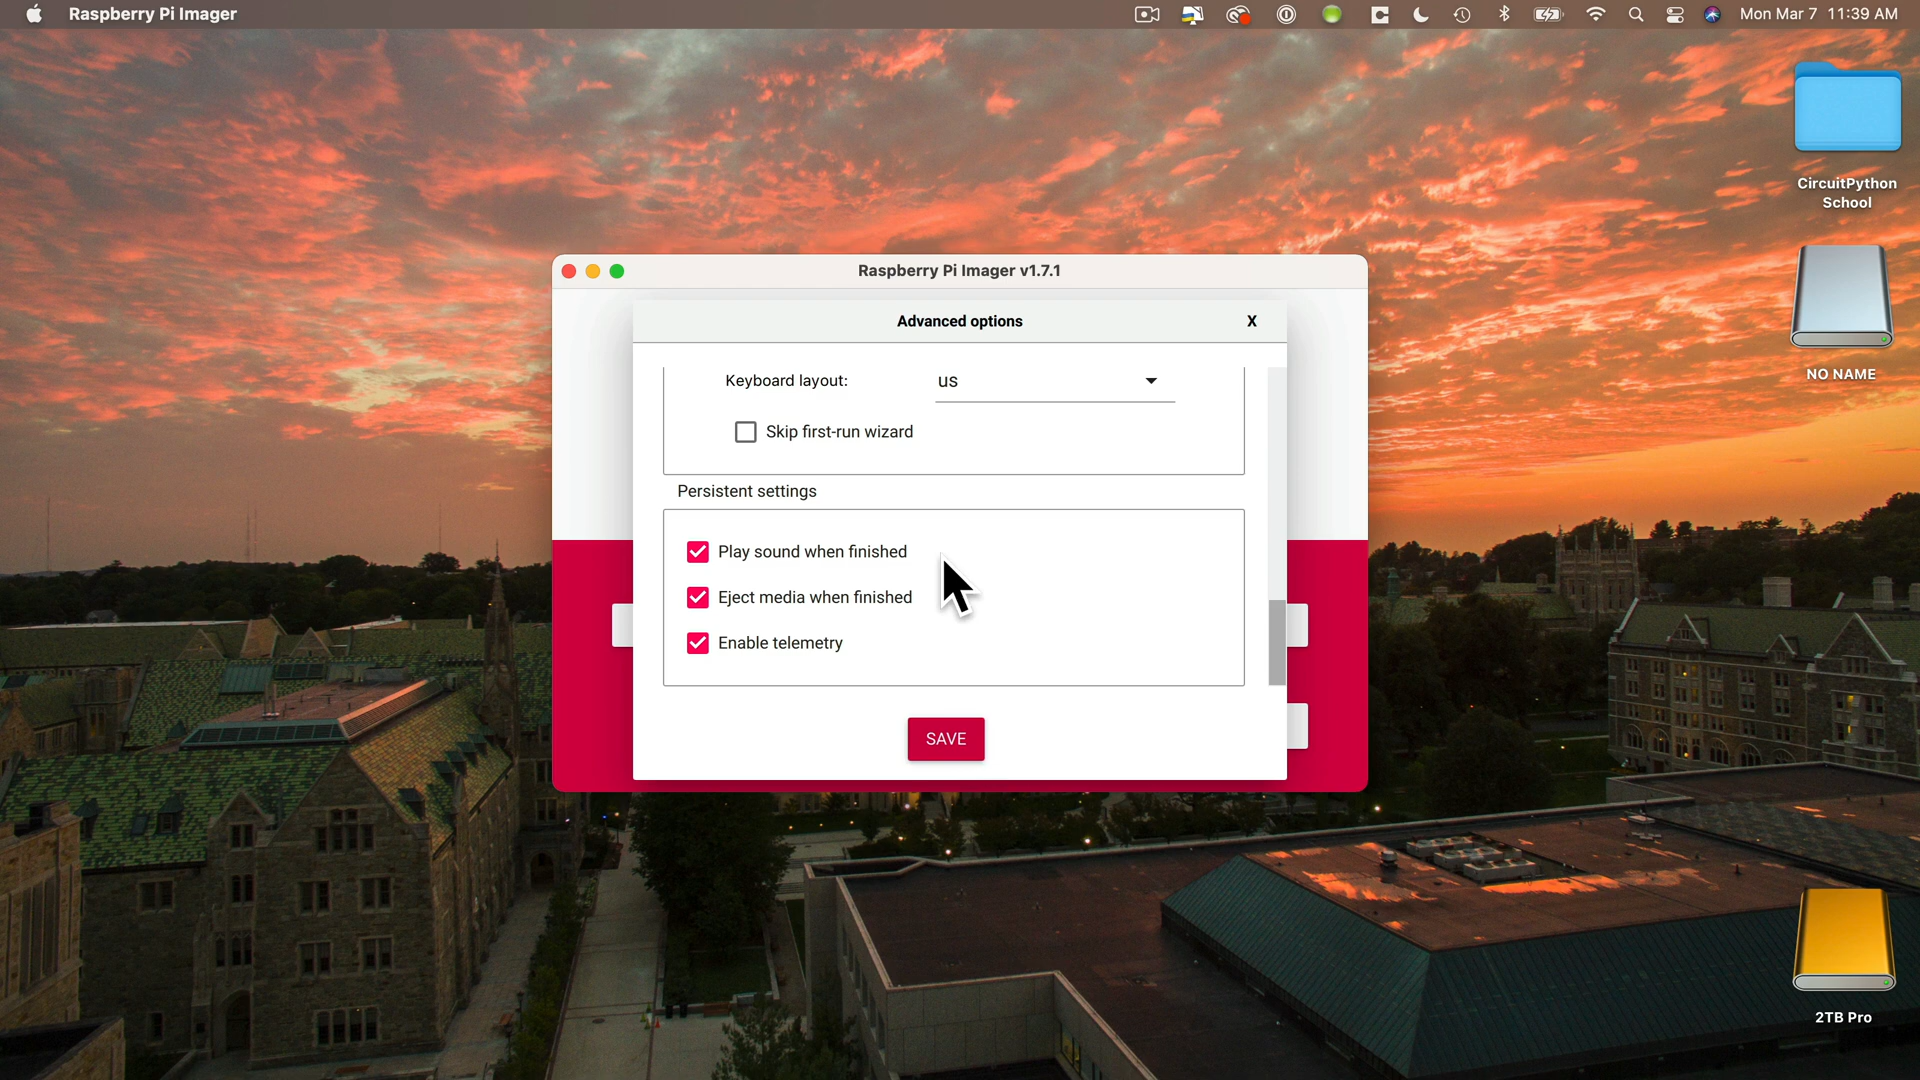 Raspberry Pi Imager
Mon Mar 7 11:39 AM
CircuitPython
School
NO NAME
Raspberry Pi Imager v1.7.1
Advanced options
X
Keyboard layout:
us
Skip first-run wizard
Persistent settings
Play sound when finished
Eject media when finished
Enable telemetry
SAVE
2TB Pro